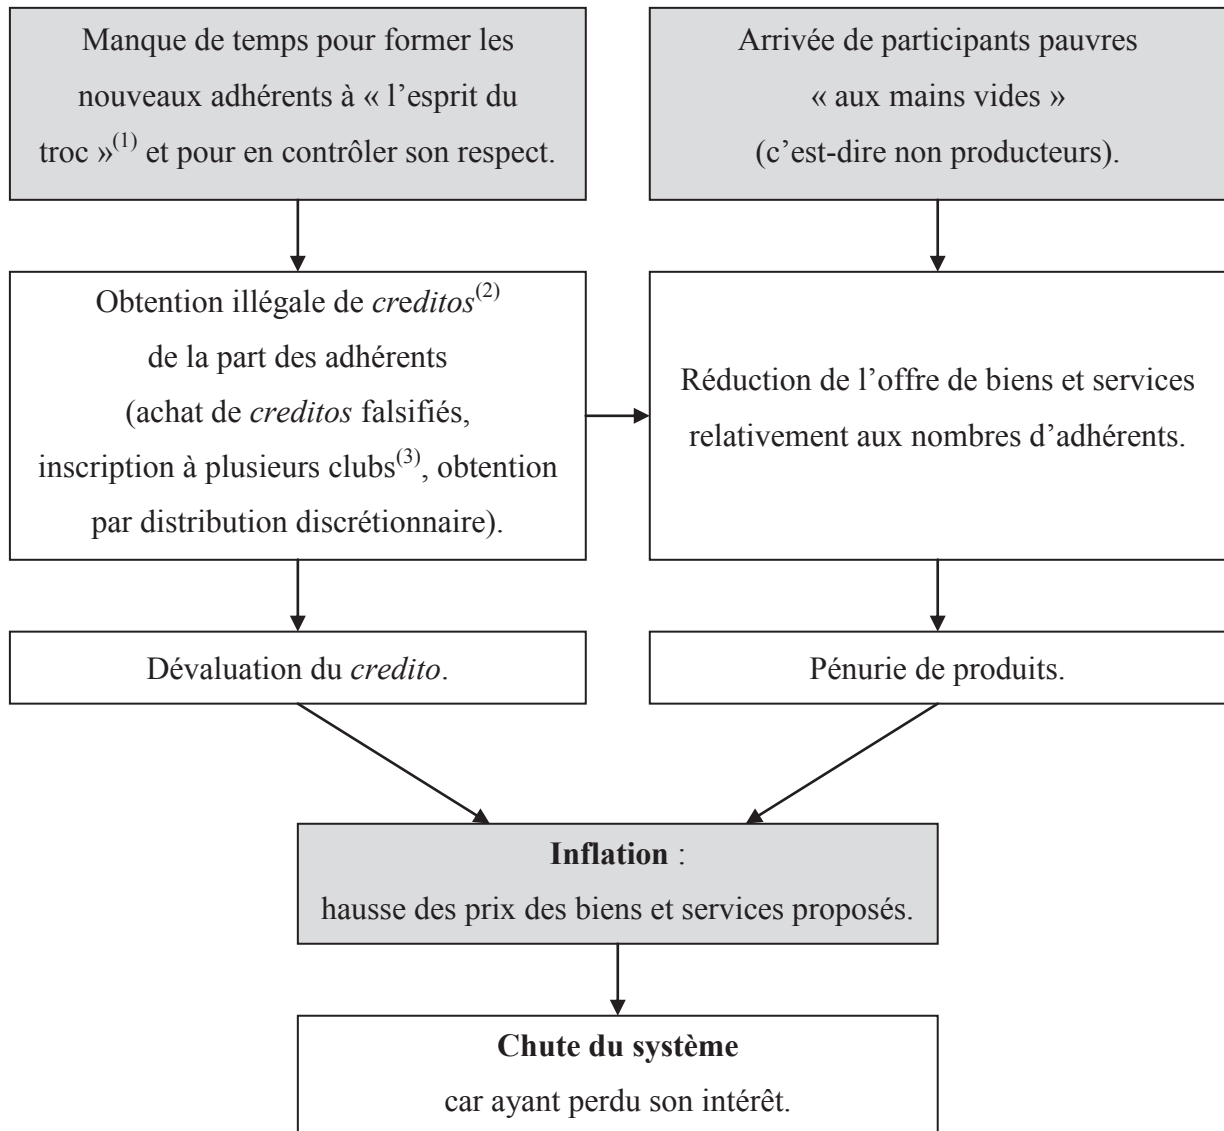 Manque de temps pour former les
nouveaux adhérents à « l’esprit du
troc »(1) et pour en contrôler son respect.
Arrivée de participants pauvres
« aux mains vides »
(c’est-dire non producteurs).
Obtention illégale de creditos(2)
de la part des adhérents
(achat de creditos falsifiés,
inscription à plusieurs clubs(3), obtention
par distribution discrétionnaire).
Réduction de l’offre de biens et services
relativement aux nombres d’adhérents.
Dévaluation du credito.
Pénurie de produits.
Inflation :
hausse des prix des biens et services proposés.
Chute du système
car ayant perdu son intérêt.